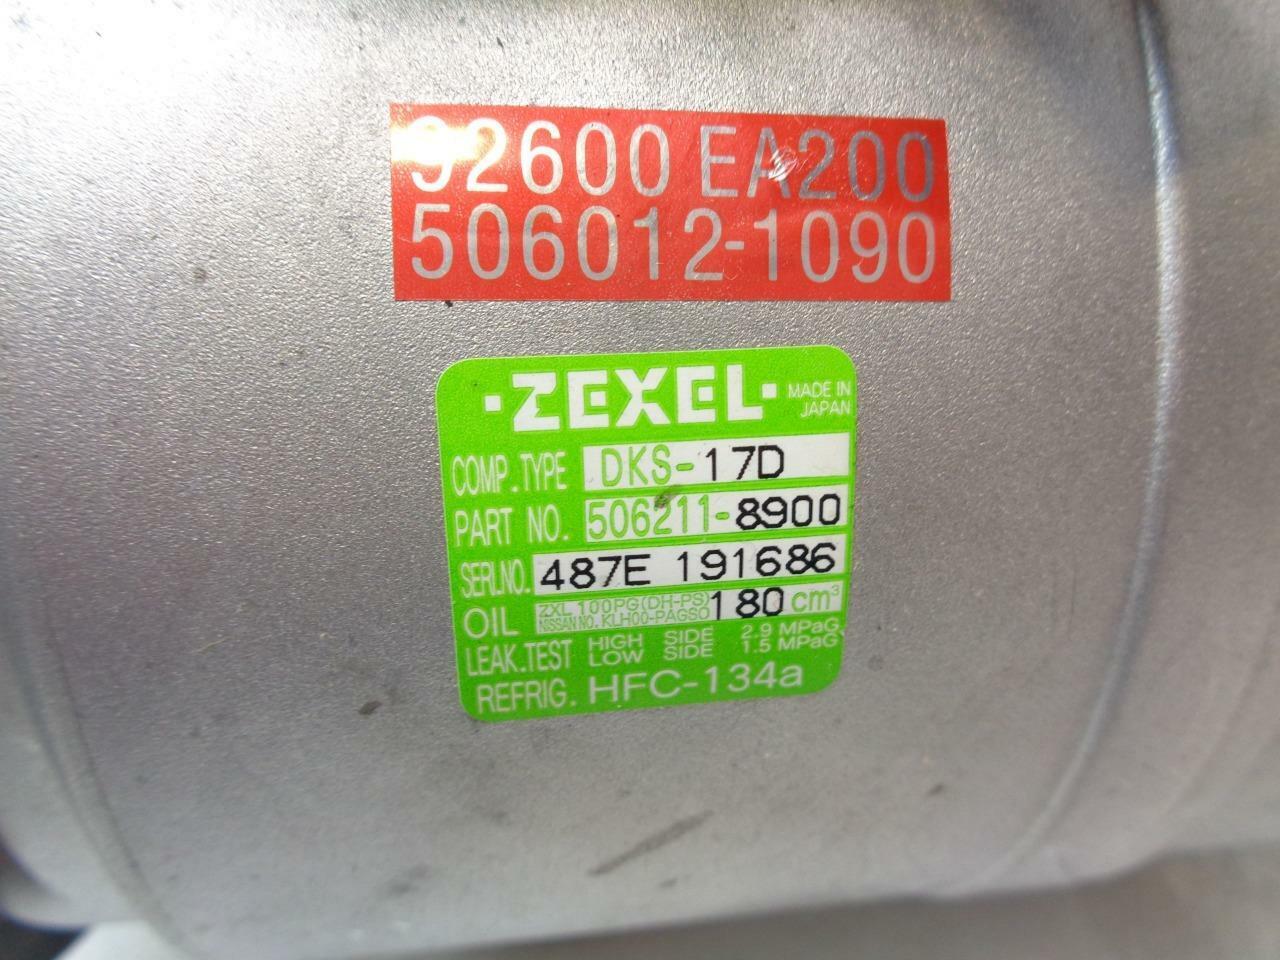 92600 EA200
506012-1090
·ZEXEL· MADE IN JAPAN
COMP.TYPE DKS-17D
PART NO. 506211-8900
SERI.NO. 487E 191686
OIL ZXL 100PG(DH-PS) NISSAN NO. KLH00-PAGS0 180 cm³
LEAK.TEST HIGH SIDE 2.9 MPaG
LOW SIDE 1.5 MPaG
REFRIG. HFC-134a